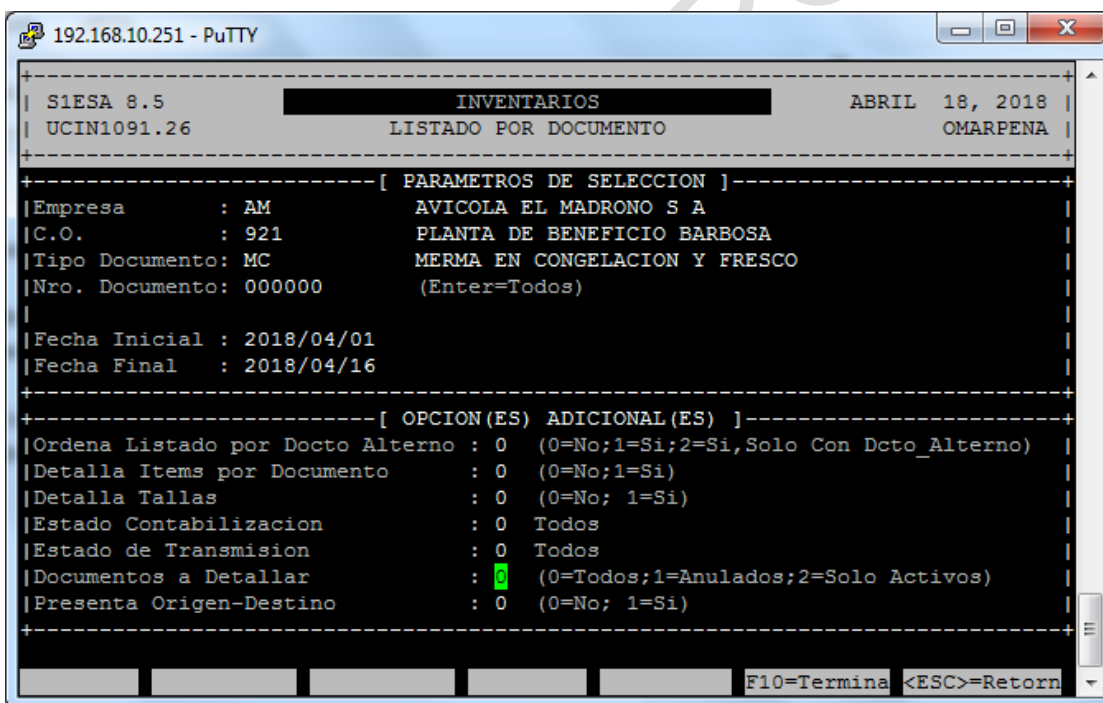 192.168.10.251 - PuTTY
S1ESA 8.5 INVENTARIOS ABRIL 18, 2018
UCIN1091.26 LISTADO POR DOCUMENTO OMARPENA
[ PARAMETROS DE SELECCION ]
Empresa : AM AVICOLA EL MADRONO S A
C.O. : 921 PLANTA DE BENEFICIO BARBOSA
Tipo Documento: MC MERMA EN CONGELACION Y FRESCO
Nro. Documento: 000000 (Enter=Todos)
Fecha Inicial : 2018/04/01
Fecha Final : 2018/04/16
[ OPCION(ES) ADICIONAL(ES) ]
Ordena Listado por Docto Alterno : 0 (0=No;1=Si;2=Si,Solo Con Dcto_Alterno)
Detalla Items por Documento : 0 (0=No;1=Si)
Detalla Tallas : 0 (0=No; 1=Si)
Estado Contabilizacion : 0 Todos
Estado de Transmision : 0 Todos
Documentos a Detallar : 0 (0=Todos;1=Anulados;2=Solo Activos)
Presenta Origen-Destino : 0 (0=No; 1=Si)
F10=Termina <ESC>=Retorn